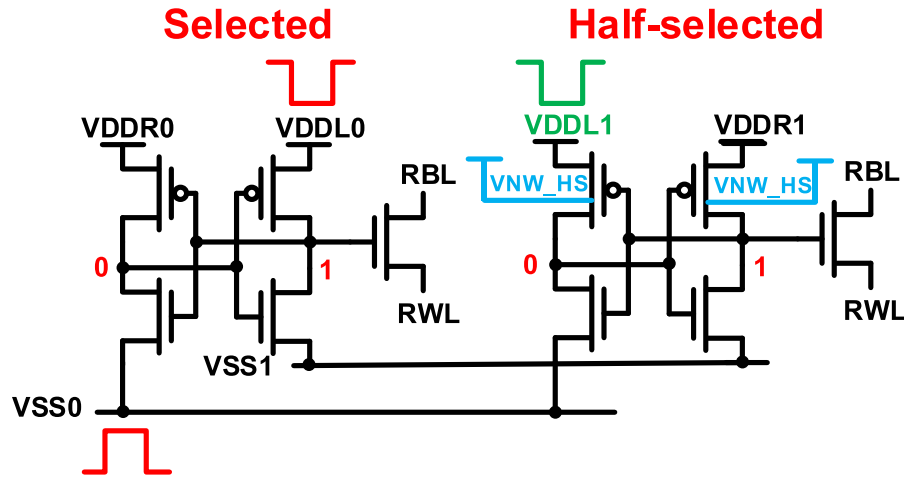 Selected
Half-selected
VDDR0
VDDL0
VDDL1
VDDR1
VNW_HS
VNW_HS
RBL
RBL
0
1
0
1
RWL
RWL
VSS1
VSS0